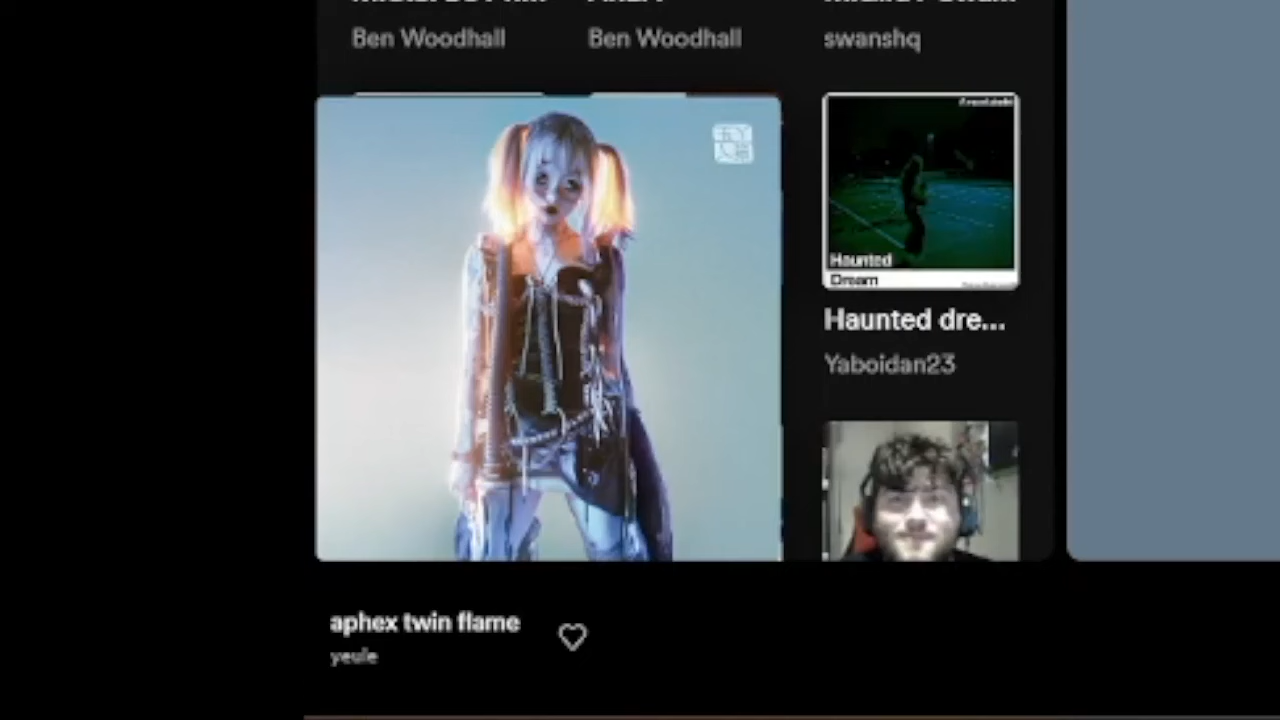 Ben Woodhall
Ben Woodhall
swanshq
Haunted
Dream
Haunted dre...
Yaboidan23
aphex twin flame
yeule